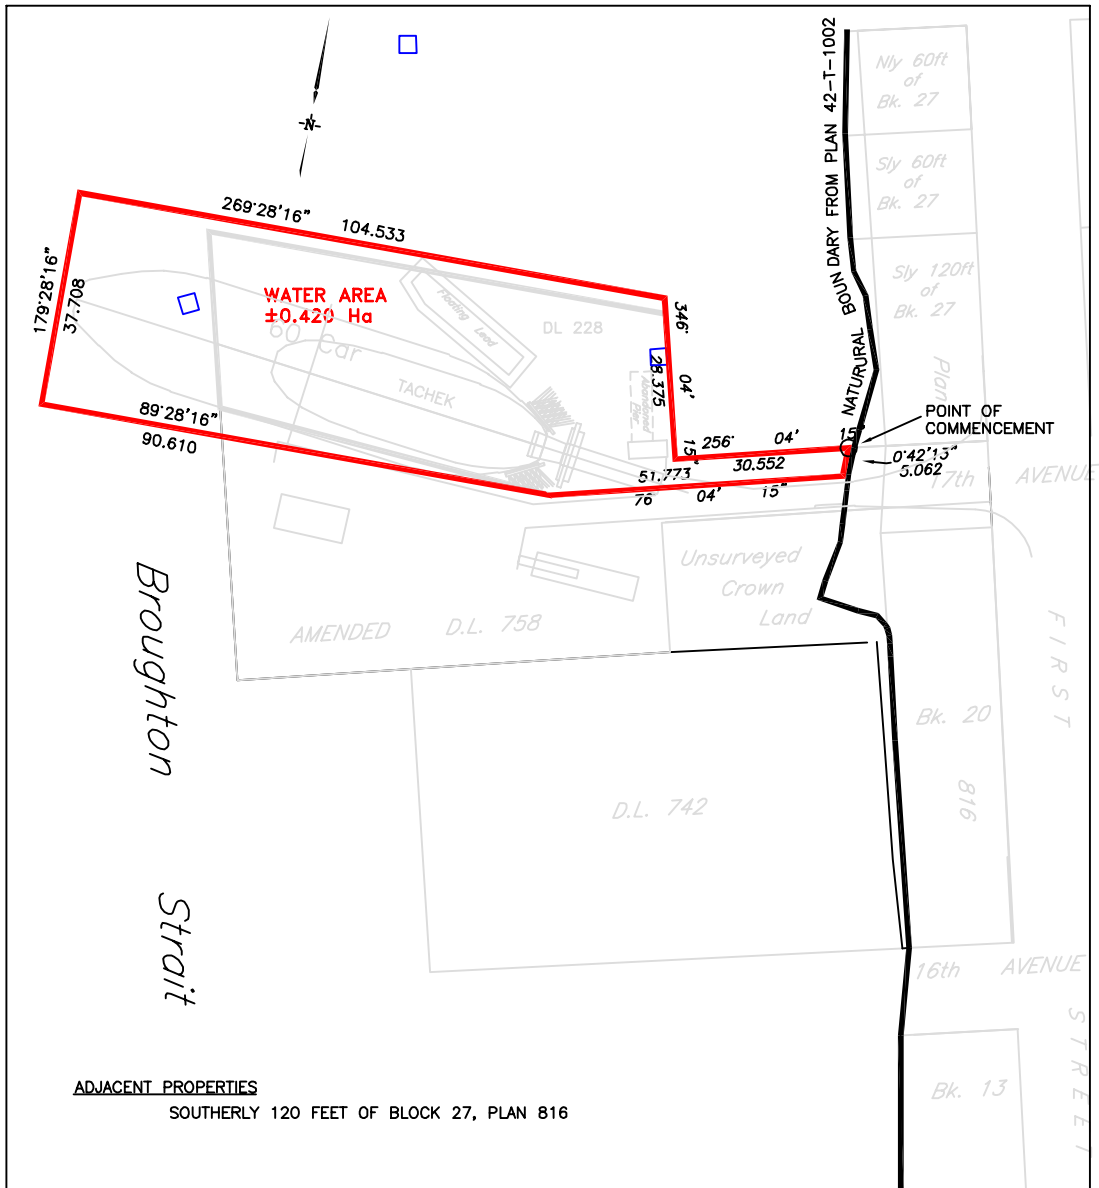 -N-
BOUNDARY FROM PLAN 42-T-1002
NATURURAL
Nly 60ft
of
Bk. 27
Sly 60ft
of
Bk. 27
Sly 120ft
of
Bk. 27
Plan
269°28'16"
104.533
179°28'16"
37.708
WATER AREA
±0.420 Ha
60 Car
Floating Lead
DL 228
TACHEK
Abandoned
Pier
346°
04'
15"
28.375
89°28'16"
90.610
256°
04'
15"
30.552
51.773
76°
04'
15"
POINT OF
COMMENCEMENT
0°42'13"
5.062
17th AVENUE
Unsurveyed
Crown
Land
AMENDED D.L. 758
Broughton
Strait
D.L. 742
Bk. 20
816
FIRST
16th AVENUE
STREET
Bk. 13
ADJACENT PROPERTIES
SOUTHERLY 120 FEET OF BLOCK 27, PLAN 816